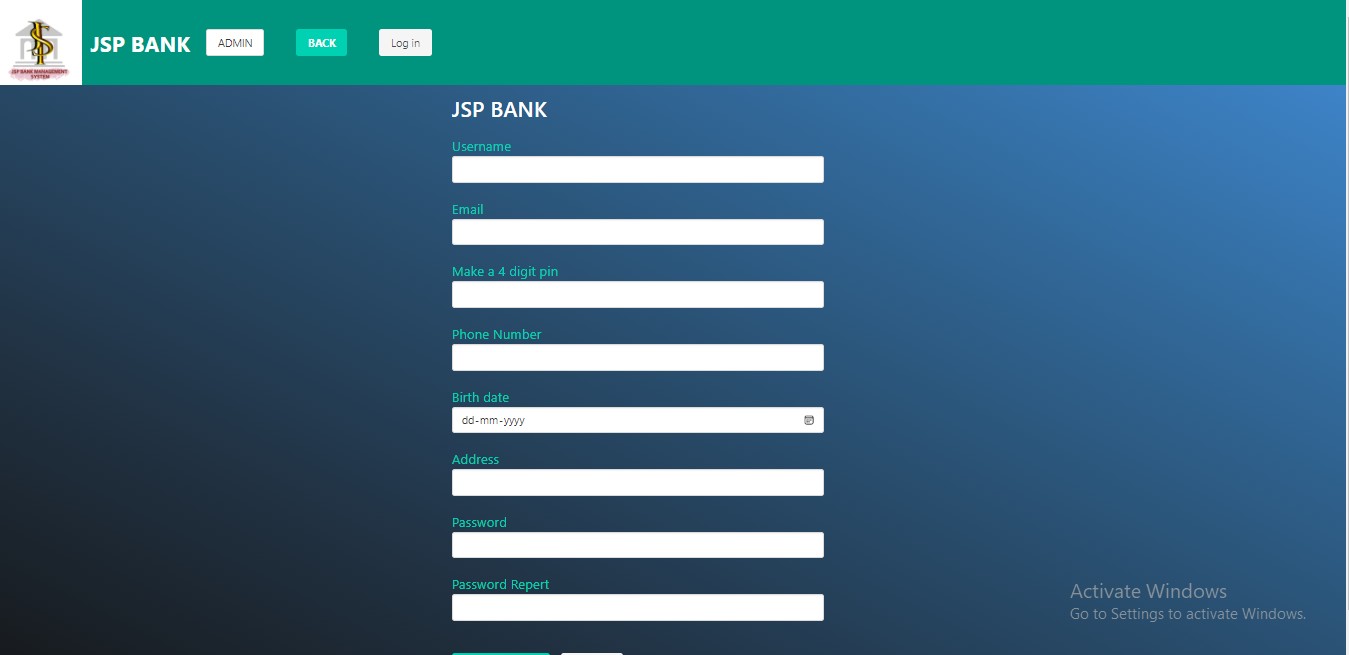 JSP BANK MANAGEMENT
SYSTEM
JSP BANK
ADMIN
BACK
Log in
JSP BANK
Username
Email
Make a 4 digit pin
Phone Number
Birth date
dd-mm-yyyy
Address
Password
Password Repert
Activate Windows
Go to Settings to activate Windows.